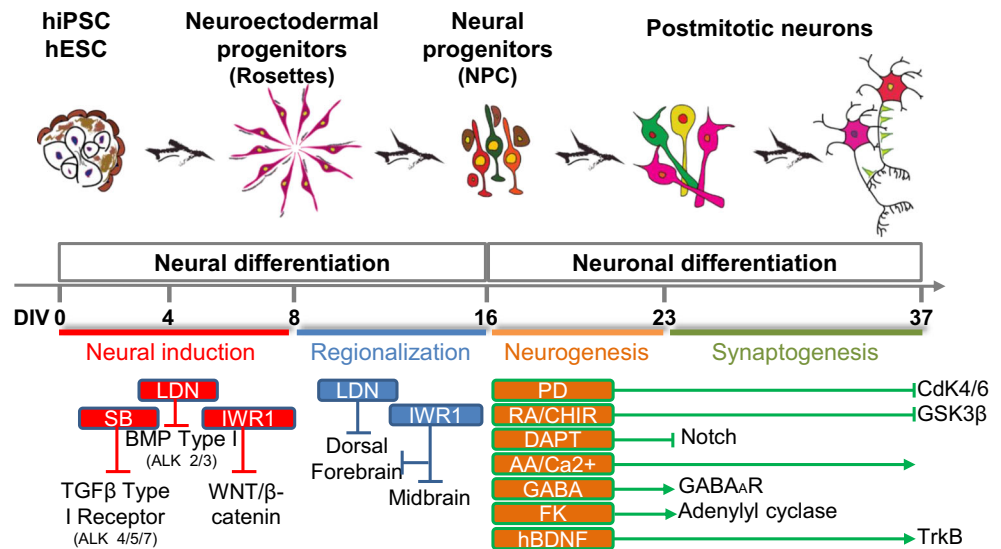 hiPSC
hESC
Neuroectodermal
progenitors
(Rosettes)
Neural
progenitors
(NPC)
Postmitotic neurons
Neural differentiation
Neuronal differentiation
DIV 0 4 8 16 23 37
Neural induction
Regionalization
Neurogenesis
Synaptogenesis
LDN
SB
IWR1
BMP Type I
(ALK 2/3)
TGFβ Type
I Receptor
(ALK 4/5/7)
WNT/β-
catenin
LDN
IWR1
Dorsal
Forebrain
Midbrain
PD CdK4/6
RA/CHIR GSK3β
DAPT Notch
AA/Ca2+
GABA GABAAR
FK Adenylyl cyclase
hBDNF TrkB